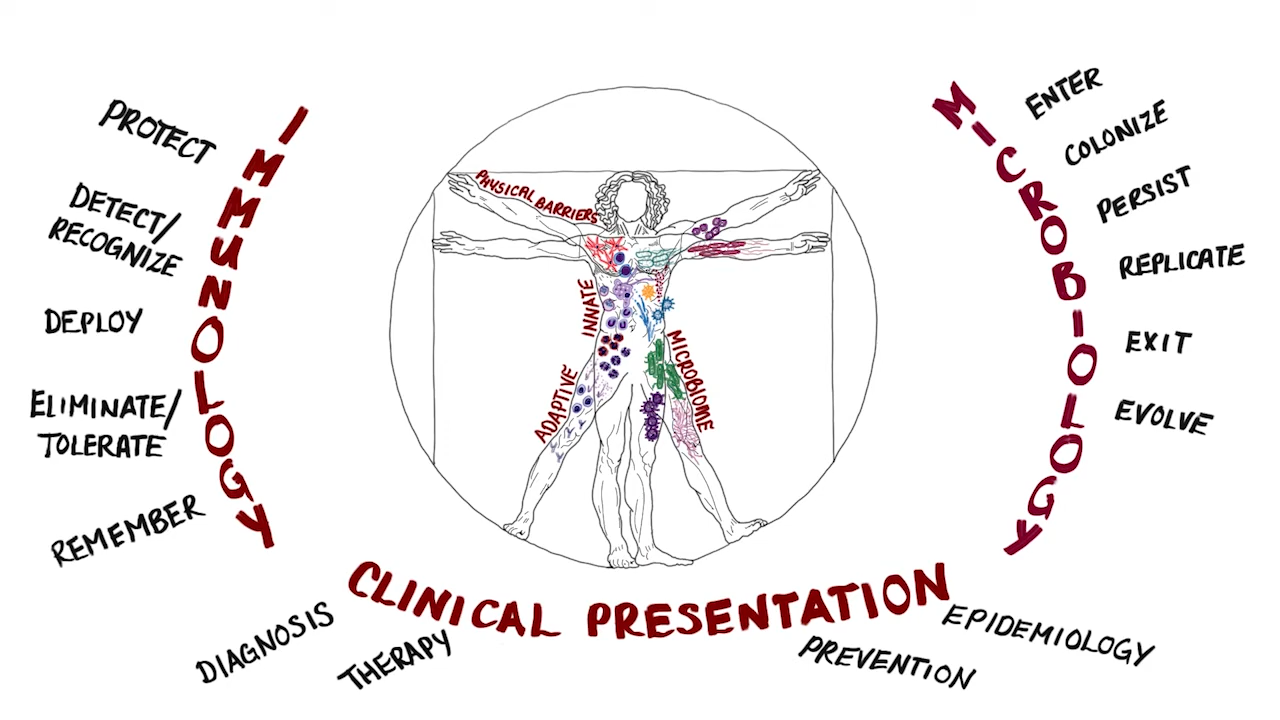 IMMUNOLOGY
PROTECT
DETECT/
RECOGNIZE
DEPLOY
ELIMINATE/
TOLERATE
REMEMBER
PHYSICAL BARRIERS
INNATE
ADAPTIVE
MICROBIOME
MICROBIOLOGY
ENTER
COLONIZE
PERSIST
REPLICATE
EXIT
EVOLVE
CLINICAL PRESENTATION
DIAGNOSIS
THERAPY
PREVENTION
EPIDEMIOLOGY